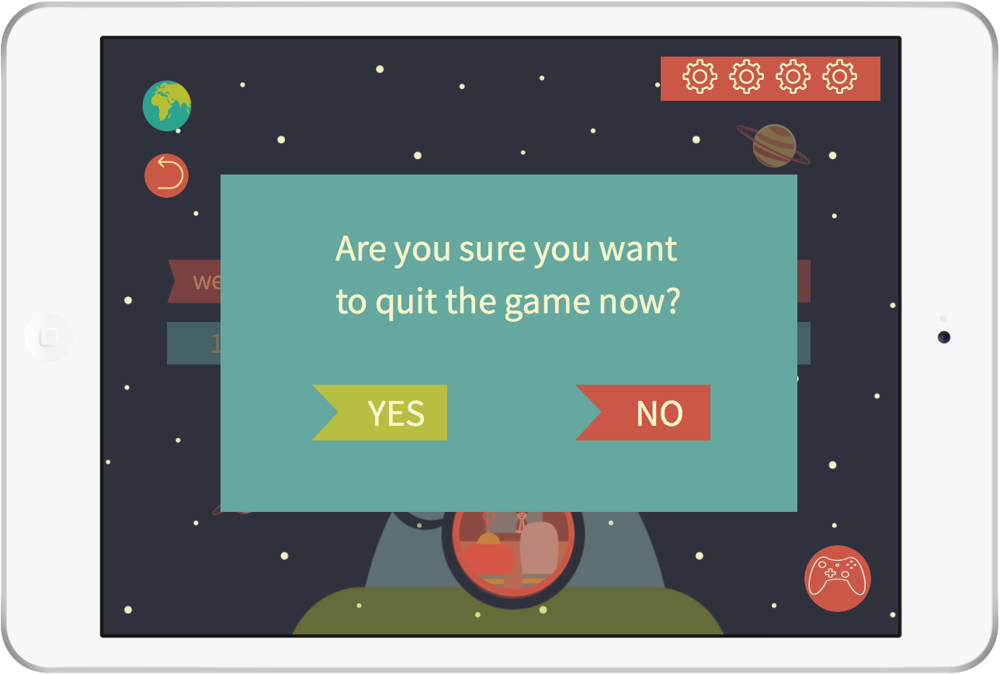 Are you sure you want
to quit the game now?
YES
NO